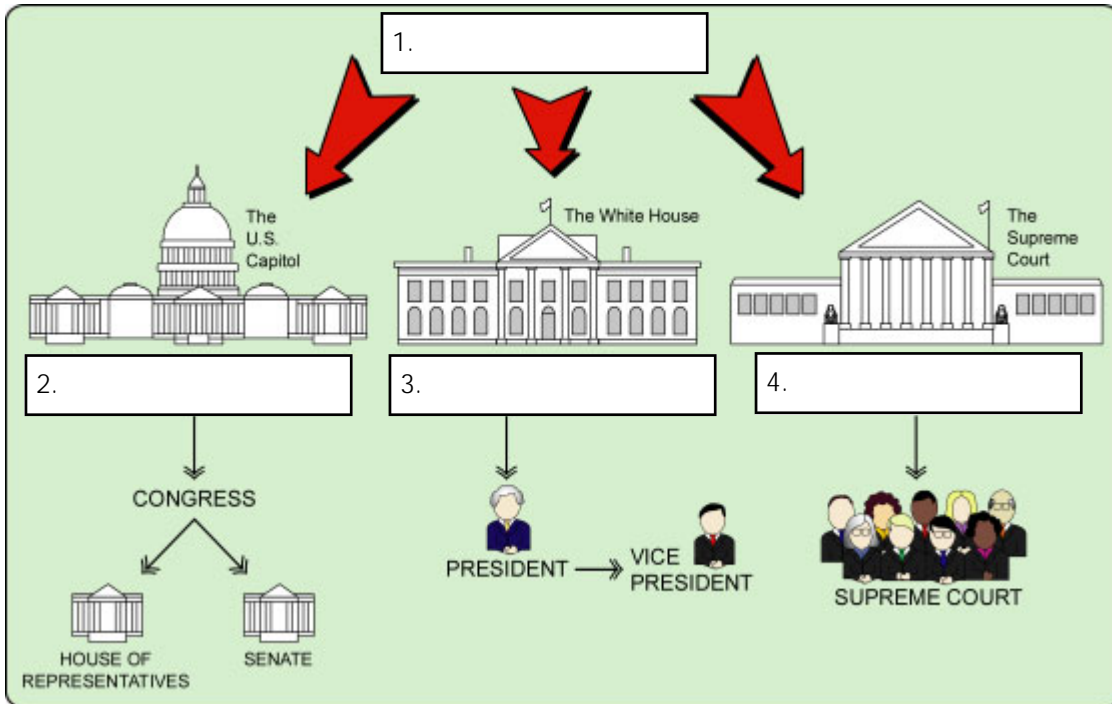 1.
The
U.S.
Capitol
The White House
The
Supreme
Court
2.
3.
4.
CONGRESS
PRESIDENT
VICE
PRESIDENT
SUPREME COURT
HOUSE OF
REPRESENTATIVES
SENATE